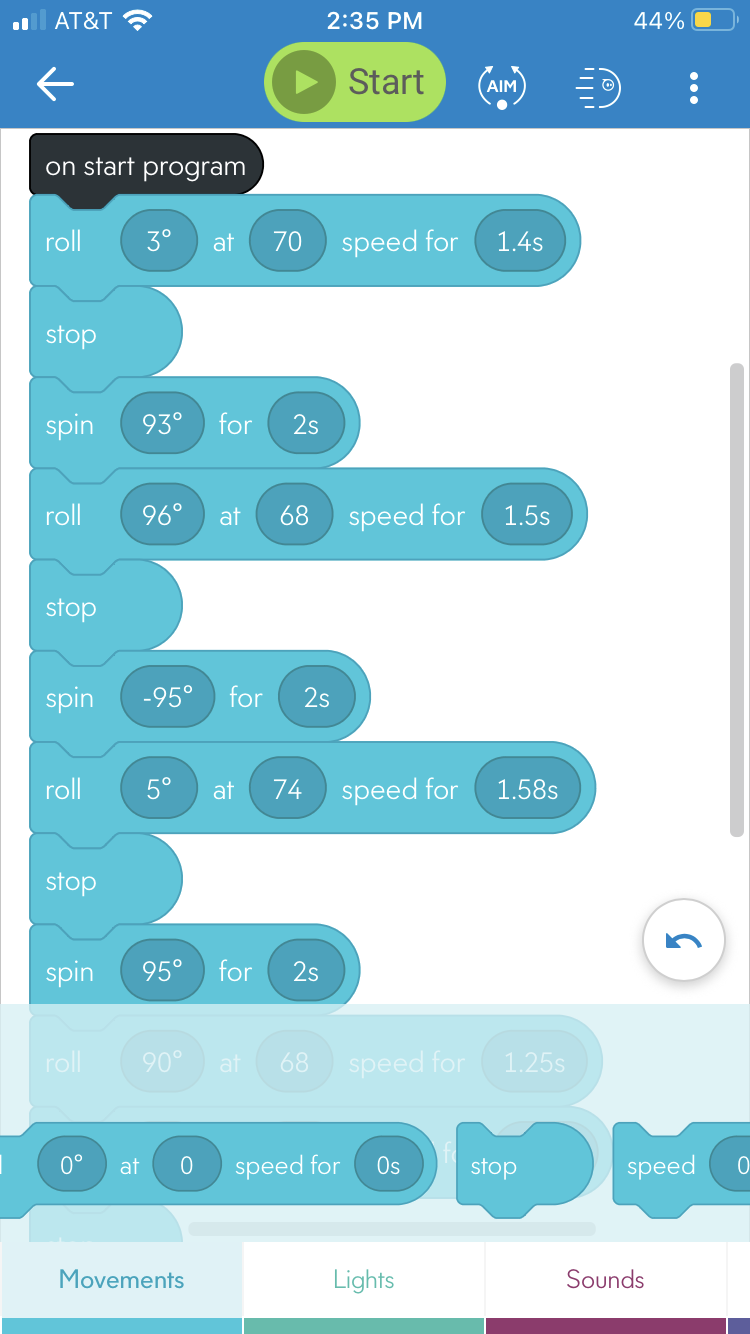 AT&T 2:35 PM 44%
Start AIM
on start program
roll 3° at 70 speed for 1.4s
stop
spin 93° for 2s
roll 96° at 68 speed for 1.5s
stop
spin -95° for 2s
roll 5° at 74 speed for 1.58s
stop
spin 95° for 2s
roll 90° at 68 speed for 1.25s
0° at 0 speed for 0s stop speed 0
stop
Movements Lights Sounds